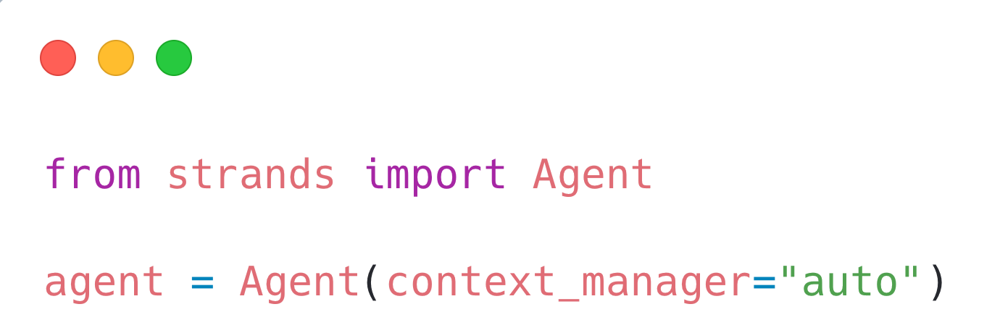 from strands import Agent
agent = Agent(context_manager="auto")